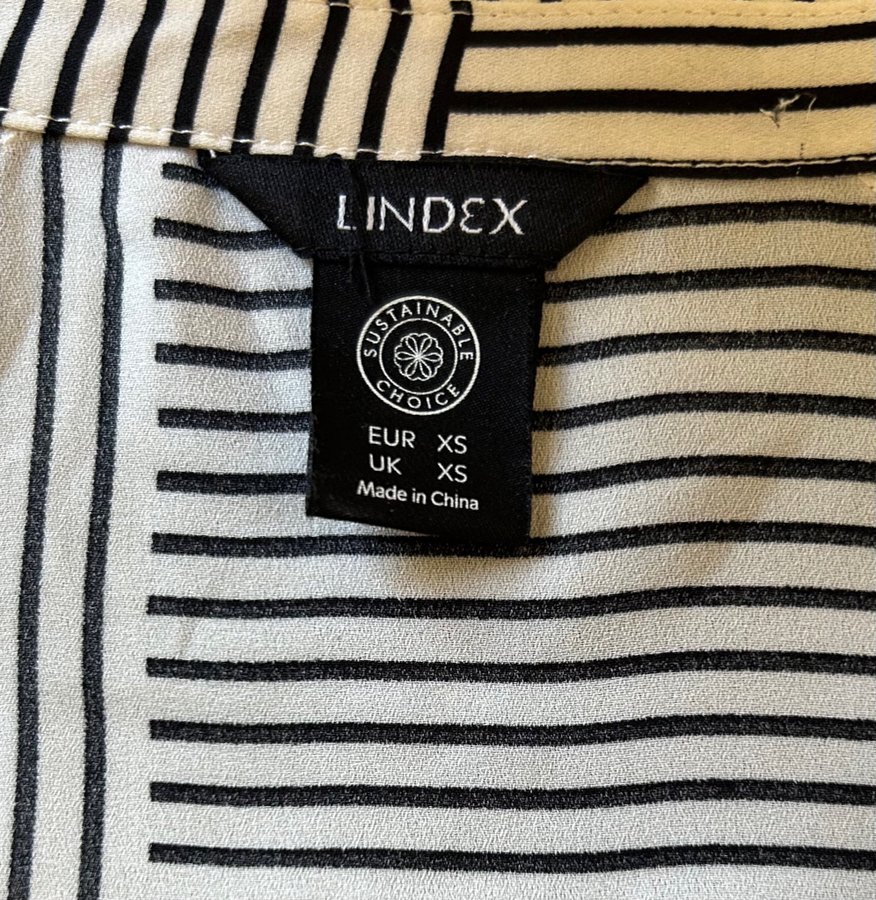 LINDEX
SUSTAINABLE
CHOICE
EUR XS
UK XS
Made in China